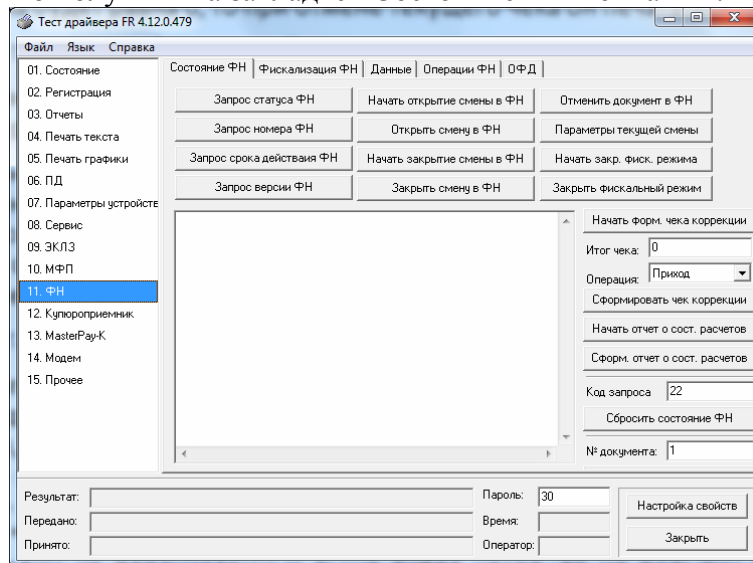 Тест драйвера FR 4.12.0.479
Файл Язык Справка
01. Состояние
02. Регистрация
03. Отчеты
04. Печать текста
05. Печать графики
06. ПД
07. Параметры устройств
08. Сервис
09. ЭКЛЗ
10. МФП
11. ФН
12. Купюроприемник
13. MasterPay-K
14. Модем
15. Прочее
Состояние ФН Фискализация ФН Данные Операции ФН ОФД
Запрос статуса ФН Начать открытие смены в ФН Отменить документ в ФН
Запрос номера ФН Открыть смену в ФН Параметры текущей смены
Запрос срока действаия ФН Начать закрытие смены в ФН Начать закр. фиск. режима
Запрос версии ФН Закрыть смену в ФН Закрыть фискальный режим
Начать форм. чека коррекции
Итог чека: 0
Операция: Приход
Сформировать чек коррекции
Начать отчет о сост. расчетов
Сформ. отчет о сост. расчетов
Код запроса 22
Сбросить состояние ФН
№ документа: 1
Результат: Пароль: 30 Настройка свойств
Передано: Время:
Принято: Оператор: Закрыть